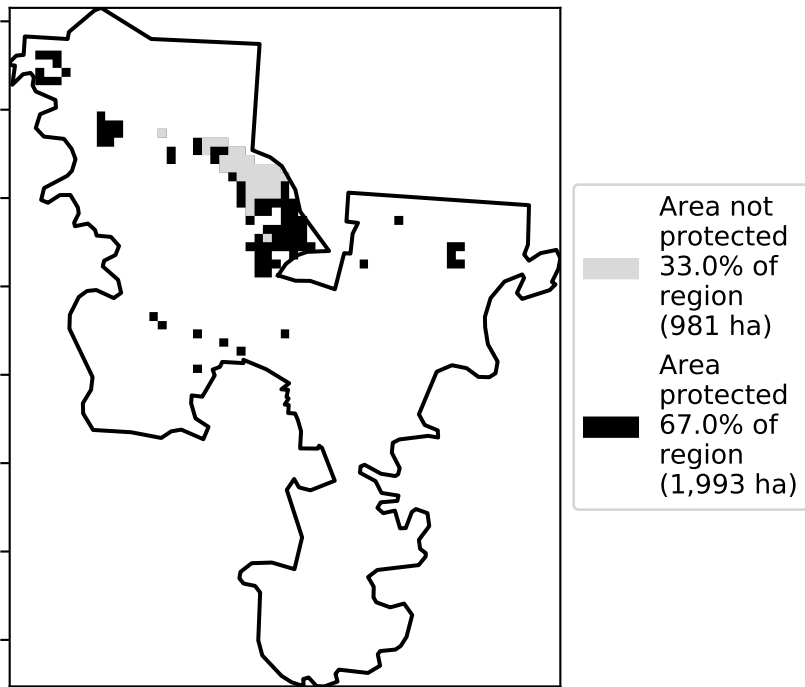 Area not
protected
33.0% of
region
(981 ha)
Area
protected
67.0% of
region
(1,993 ha)